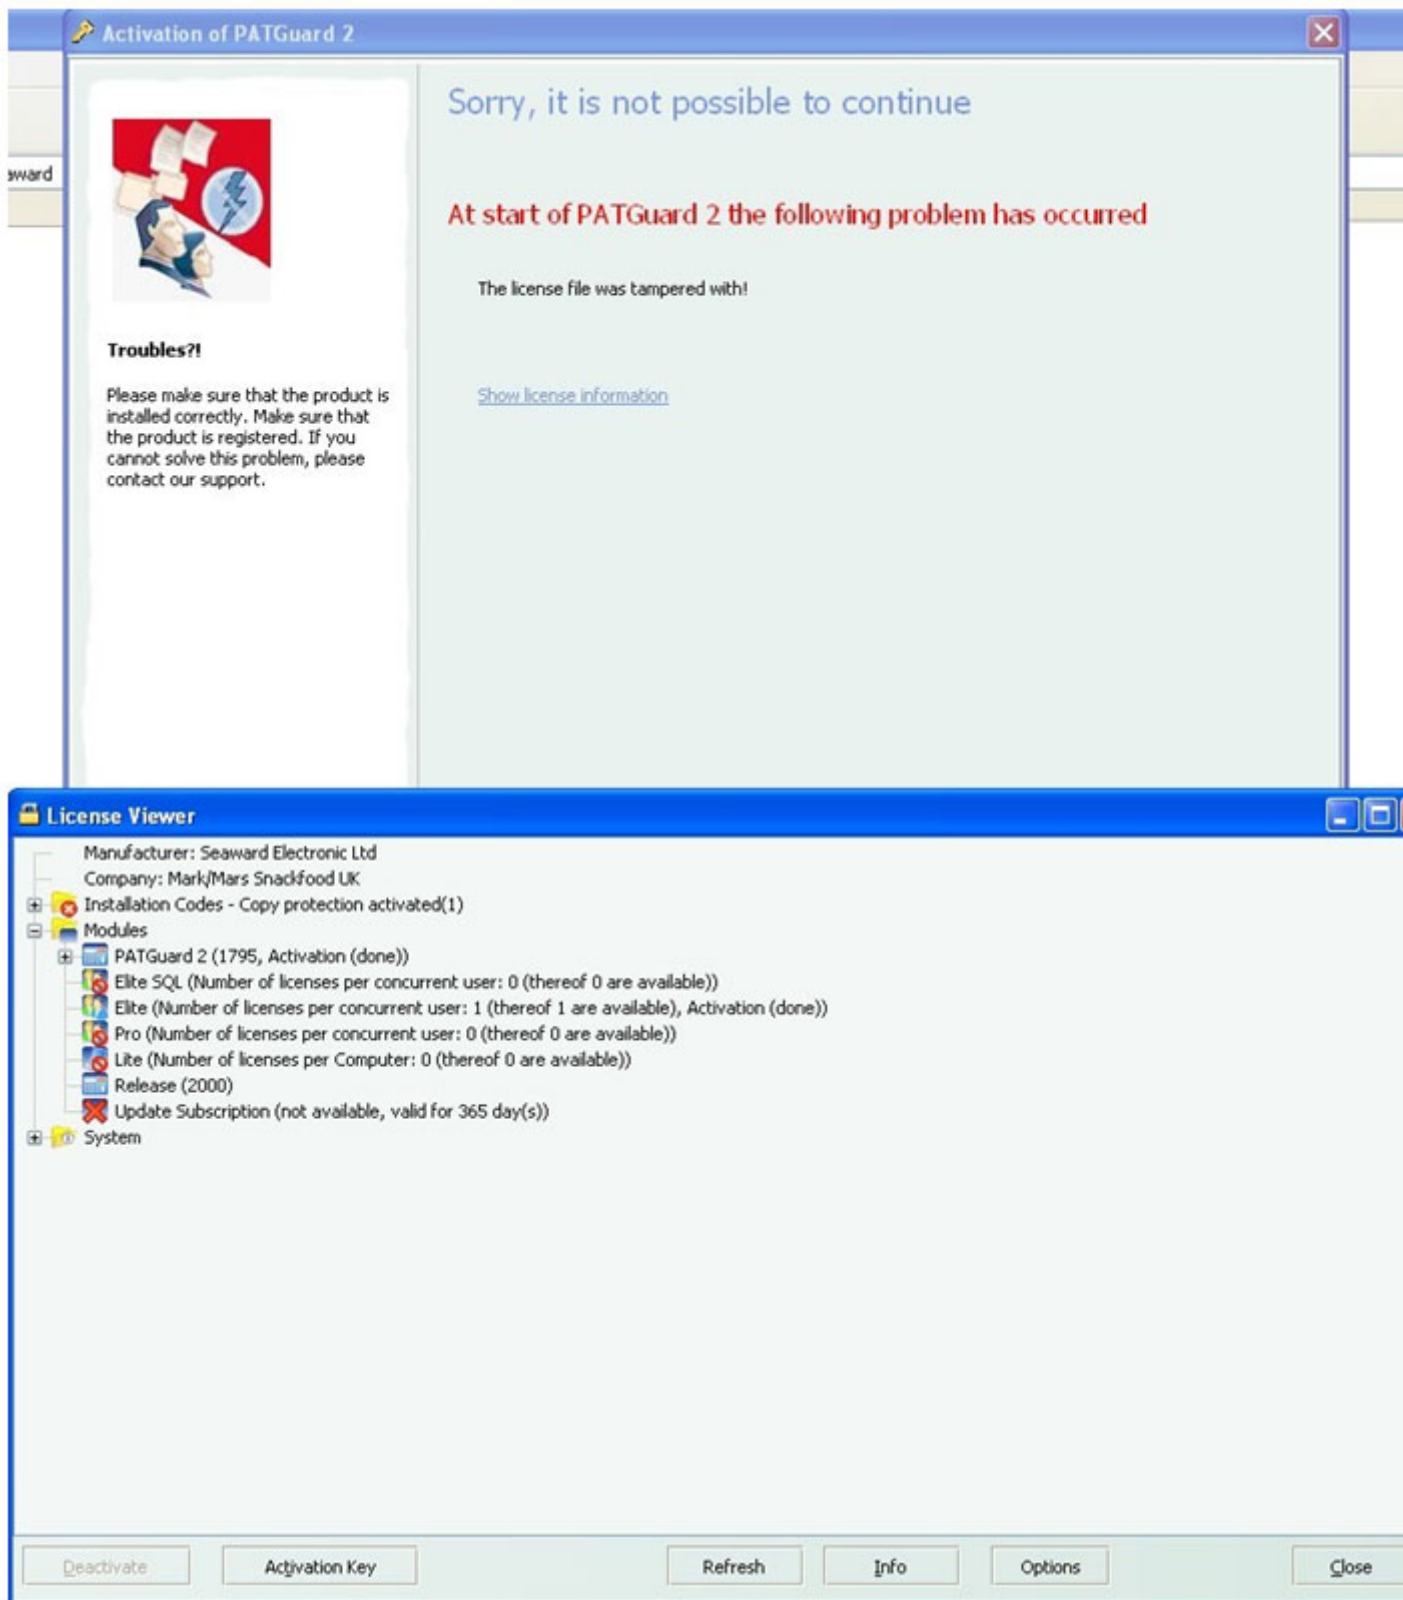 Activation of PATGuard 2
Sorry, it is not possible to continue
award
At start of PATGuard 2 the following problem has occurred
The license file was tampered with!
Troubles?!
Please make sure that the product is
installed correctly. Make sure that
the product is registered. If you
cannot solve this problem, please
contact our support.
Show license information
License Viewer
Manufacturer: Seaward Electronic Ltd
Company: Mark/Mars Snackfood UK
Installation Codes - Copy protection activated(1)
Modules
PATGuard 2 (1795, Activation (done))
Elite SQL (Number of licenses per concurrent user: 0 (thereof 0 are available))
Elite (Number of licenses per concurrent user: 1 (thereof 1 are available), Activation (done))
Pro (Number of licenses per concurrent user: 0 (thereof 0 are available))
Lite (Number of licenses per Computer: 0 (thereof 0 are available))
Release (2000)
Update Subscription (not available, valid for 365 day(s))
System
Deactivate Activation Key Refresh Info Options Close